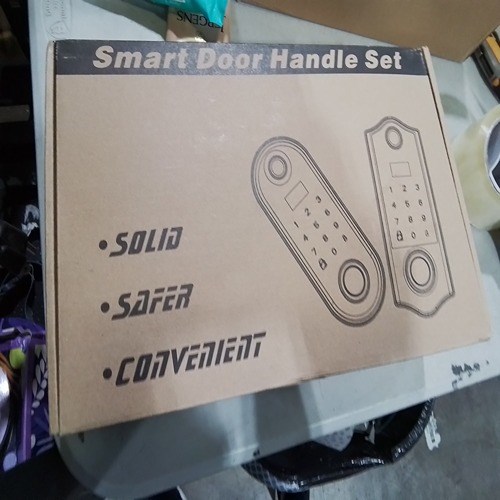 JERGENS
Smart Door Handle Set
•SOLID
•SAFER
•CONVENIENT
1 2 3
4 5 6
7 8 9
0
1 2 3
4 5 6
7 8 9
0